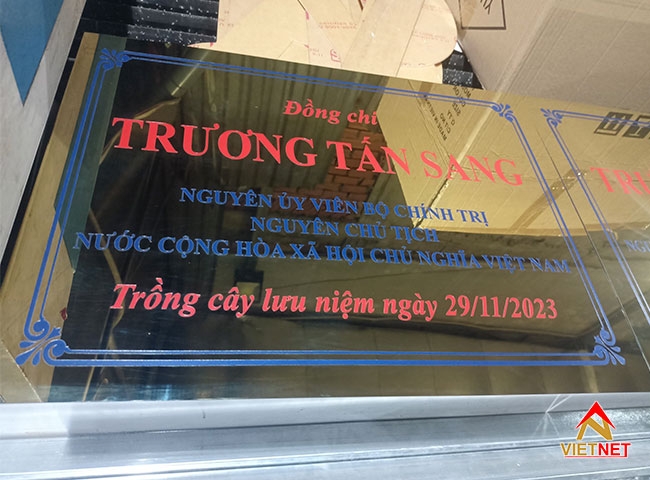 Đồng chí
TRƯƠNG TẤN SANG
NGUYÊN ỦY VIÊN BỘ CHÍNH TRỊ
NGUYÊN CHỦ TỊCH
NƯỚC CỘNG HÒA XÃ HỘI CHỦ NGHĨA VIỆT NAM
Trồng cây lưu niệm ngày 29/11/2023
VIETNET